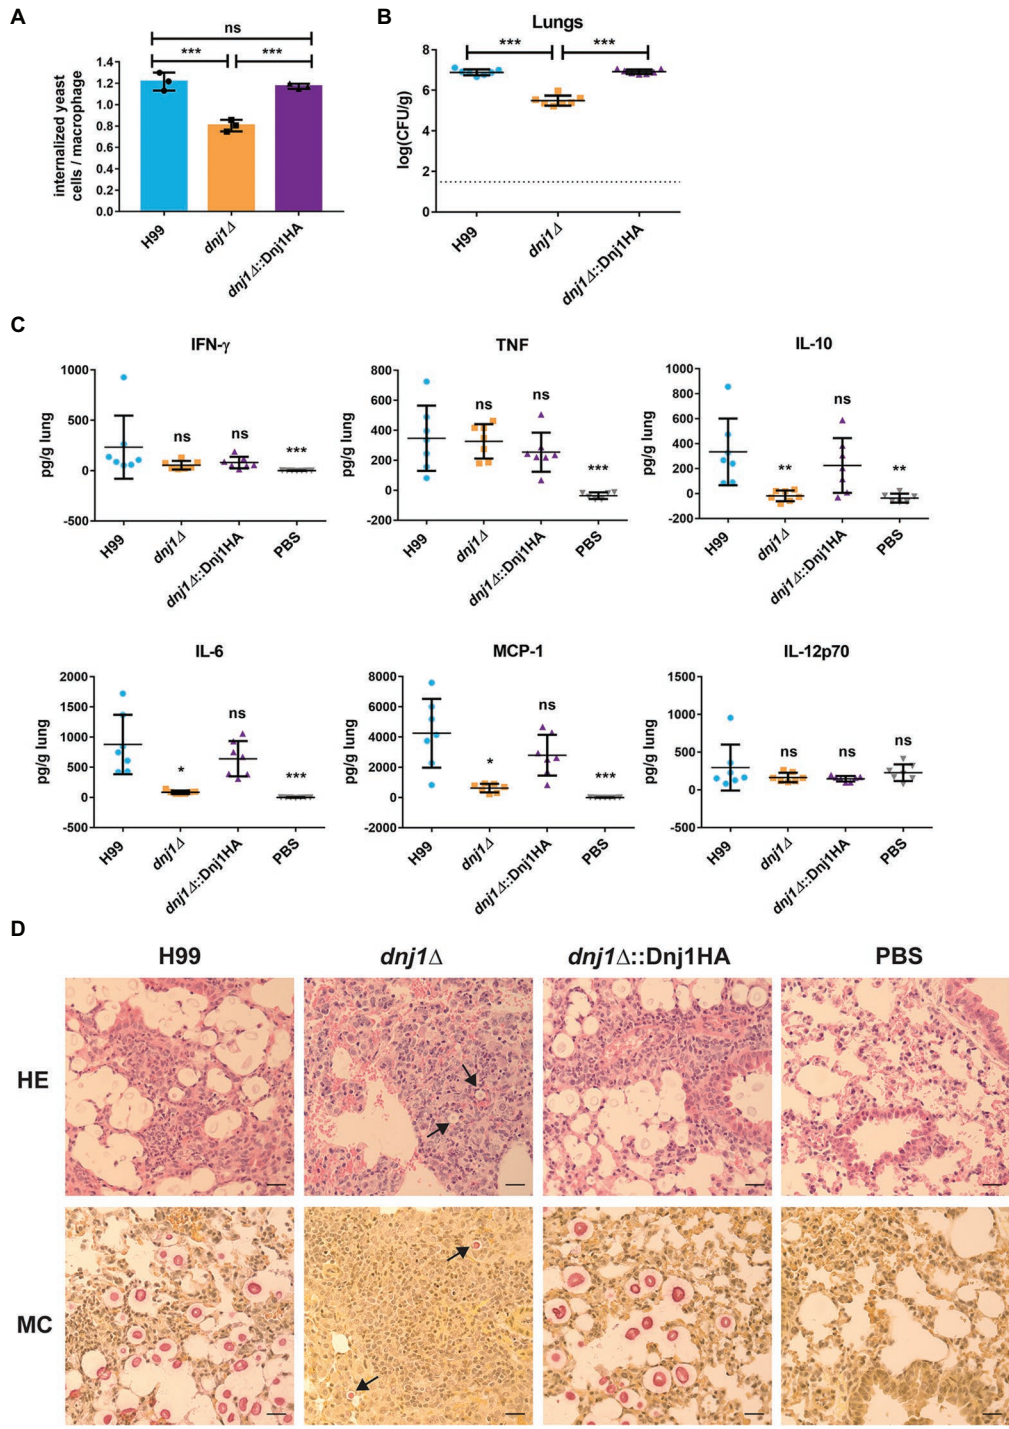 A
ns
***
***
internalized yeast
cells / macrophage
1.4
1.2
1.0
0.8
0.6
0.4
0.2
0.0
H99
dnj1Δ
dnj1Δ::Dnj1HA
B
Lungs
***
***
log(CFU/g)
8
6
4
2
0
H99
dnj1Δ
dnj1Δ::Dnj1HA
C
IFN-γ
pg/g lung
1000
500
0
-500
ns
ns
***
H99
dnj1Δ
dnj1Δ::Dnj1HA
PBS
TNF
pg/g lung
800
600
400
200
0
-200
ns
ns
***
H99
dnj1Δ
dnj1Δ::Dnj1HA
PBS
IL-10
pg/g lung
1000
800
600
400
200
0
-200
**
ns
**
H99
dnj1Δ
dnj1Δ::Dnj1HA
PBS
IL-6
pg/g lung
2000
1500
1000
500
0
-500
*
ns
***
H99
dnj1Δ
dnj1Δ::Dnj1HA
PBS
MCP-1
pg/g lung
8000
6000
4000
2000
0
-2000
*
ns
***
H99
dnj1Δ
dnj1Δ::Dnj1HA
PBS
IL-12p70
pg/g lung
1500
1000
500
0
-500
ns
ns
ns
H99
dnj1Δ
dnj1Δ::Dnj1HA
PBS
D
H99
dnj1Δ
dnj1Δ::Dnj1HA
PBS
HE
MC